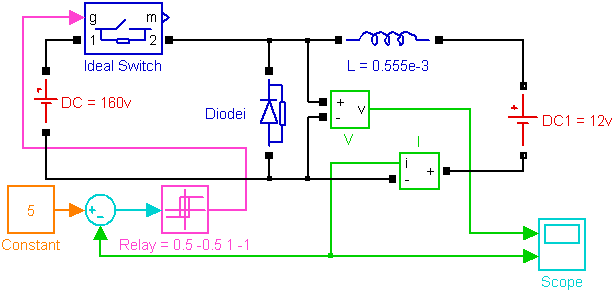 g m
1 2
Ideal Switch
L = 0.555e-3
DC = 160v
Diodei
+ v
-
V
DC1 = 12v
I
i +
-
5
Constant
+
-
Relay = 0.5 -0.5 1 -1
Scope